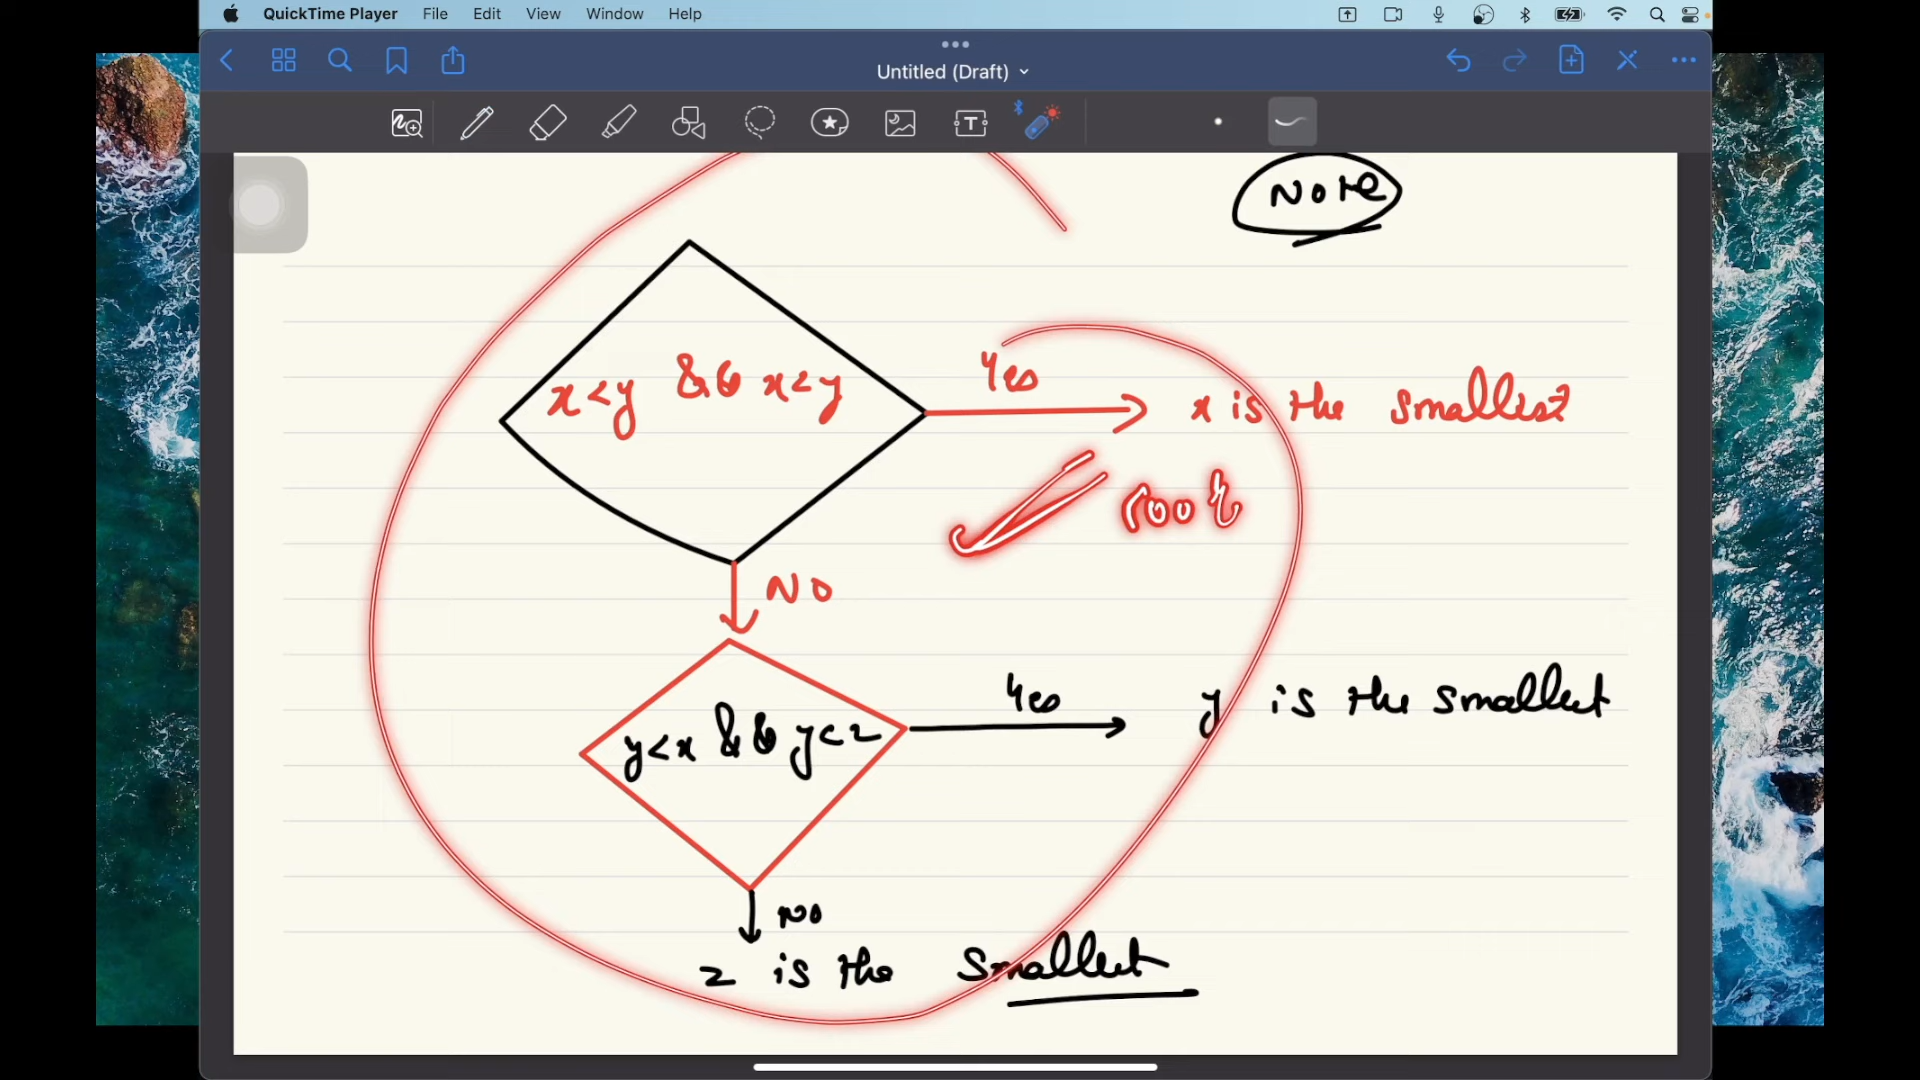 QuickTime Player File Edit View Window Help
Untitled (Draft)
T
Note
x<y && x<y
Yes
x is the smallest
NO
y<x && y<z
Yes
y is the smallest
NO
z is the smallest